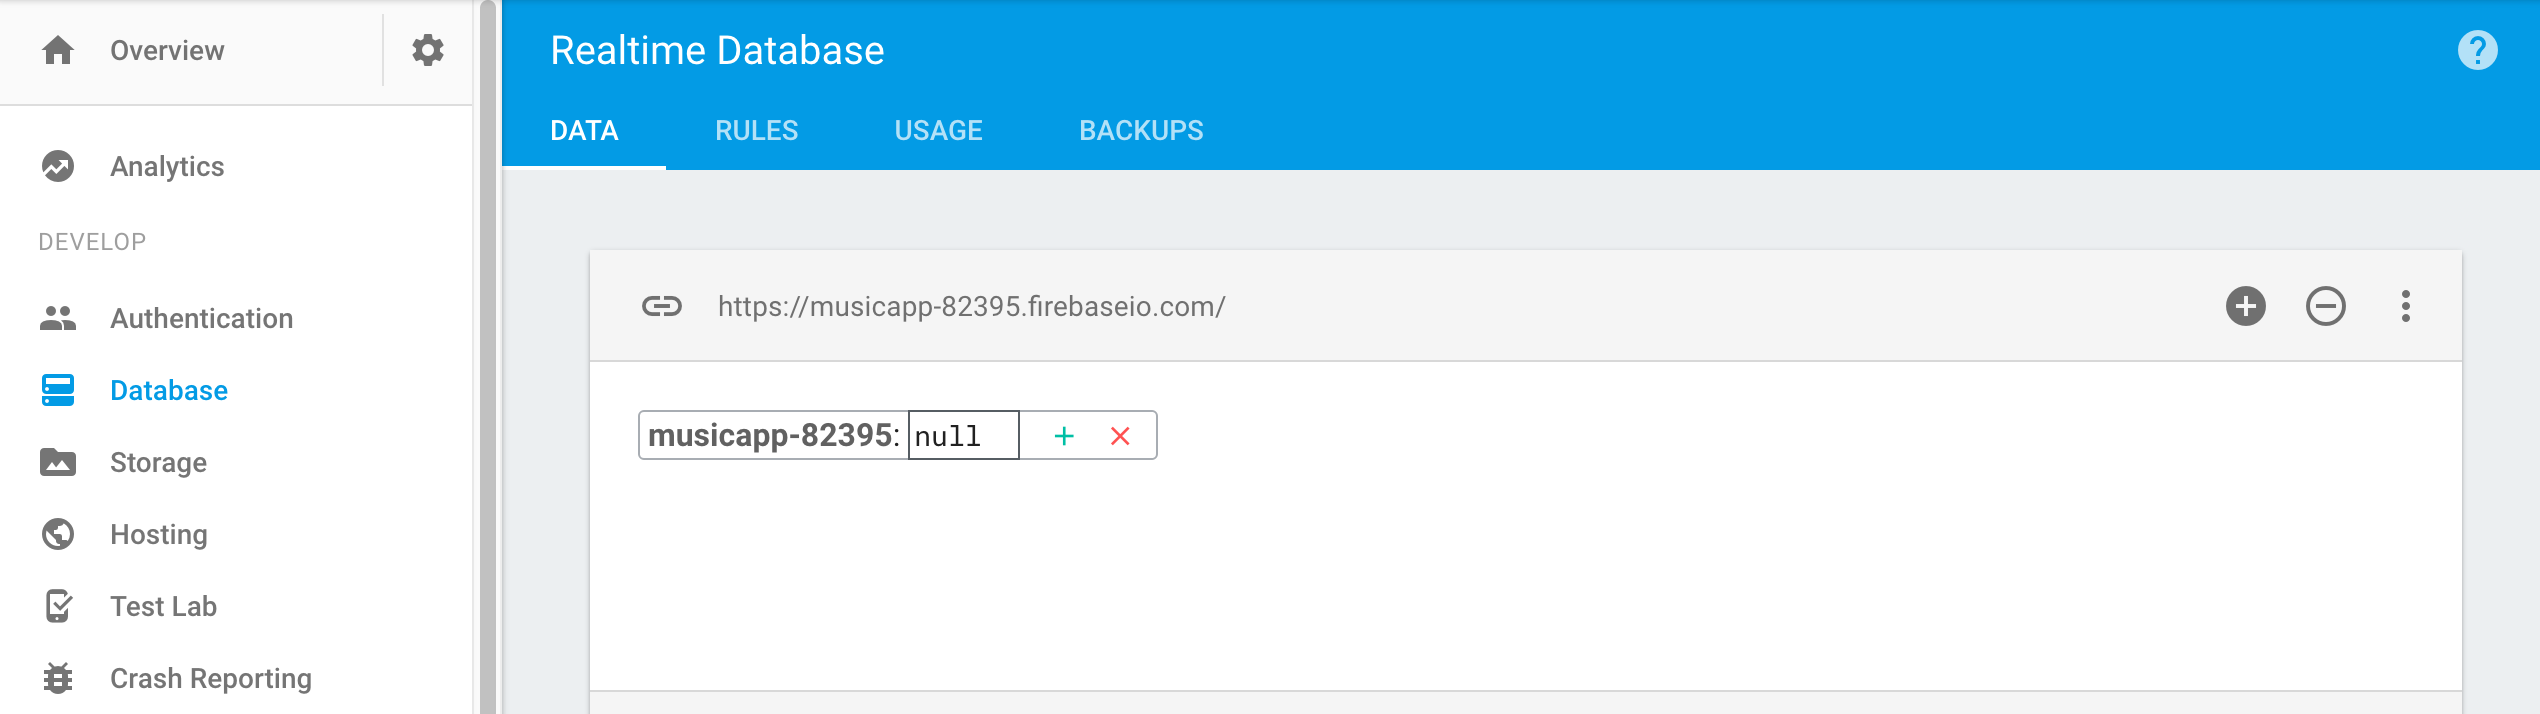 Overview
Analytics
DEVELOP
Authentication
Database
Storage
Hosting
Test Lab
Crash Reporting
Realtime Database
?
DATA RULES USAGE BACKUPS
https://musicapp-82395.firebaseio.com/
musicapp-82395: null